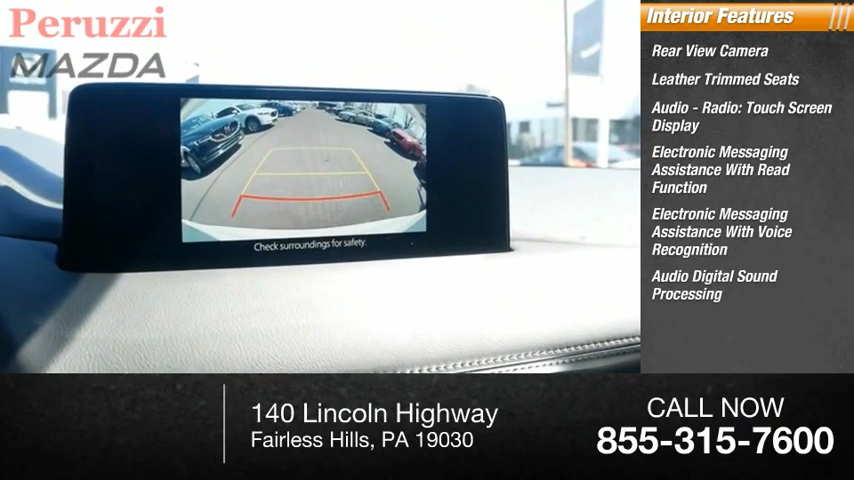 Peruzzi
MAZDA
Check surroundings for safety.
Interior Features
Rear View Camera
Leather Trimmed Seats
Audio - Radio: Touch Screen
Display
Electronic Messaging
Assistance With Read
Function
Electronic Messaging
Assistance With Voice
Recognition
Audio Digital Sound
Processing
140 Lincoln Highway
Fairless Hills, PA 19030
CALL NOW
855-315-7600